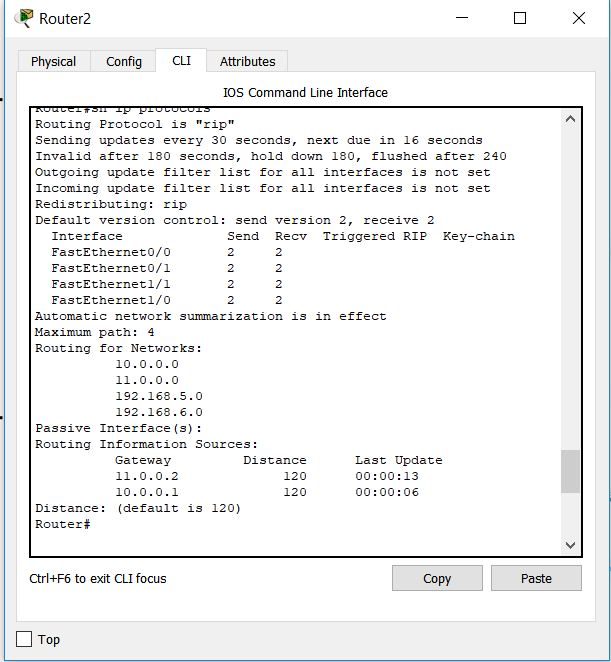 Router2
Physical Config CLI Attributes
IOS Command Line Interface
Router#sh ip protocols
Routing Protocol is "rip"
Sending updates every 30 seconds, next due in 16 seconds
Invalid after 180 seconds, hold down 180, flushed after 240
Outgoing update filter list for all interfaces is not set
Incoming update filter list for all interfaces is not set
Redistributing: rip
Default version control: send version 2, receive 2
Interface Send Recv Triggered RIP Key-chain
FastEthernet0/0 2 2
FastEthernet0/1 2 2
FastEthernet1/1 2 2
FastEthernet1/0 2 2
Automatic network summarization is in effect
Maximum path: 4
Routing for Networks:
10.0.0.0
11.0.0.0
192.168.5.0
192.168.6.0
Passive Interface(s):
Routing Information Sources:
Gateway Distance Last Update
11.0.0.2 120 00:00:13
10.0.0.1 120 00:00:06
Distance: (default is 120)
Router#
Ctrl+F6 to exit CLI focus
Copy Paste
Top